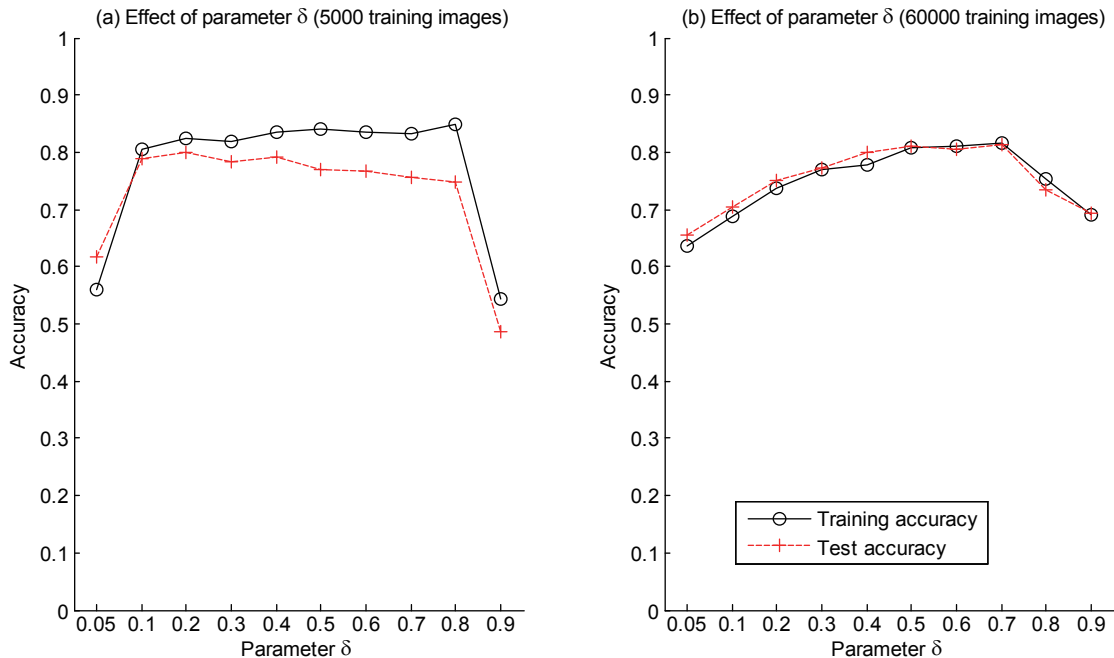 (a) Effect of parameter δ (5000 training images)
1
0.9
0.8
0.7
0.6
0.5
0.4
0.3
0.2
0.1
0
Accuracy
0.05 0.1 0.2 0.3 0.4 0.5 0.6 0.7 0.8 0.9
Parameter δ
(b) Effect of parameter δ (60000 training images)
1
0.9
0.8
0.7
0.6
0.5
0.4
0.3
0.2
0.1
0
Accuracy
Training accuracy
Test accuracy
0.05 0.1 0.2 0.3 0.4 0.5 0.6 0.7 0.8 0.9
Parameter δ